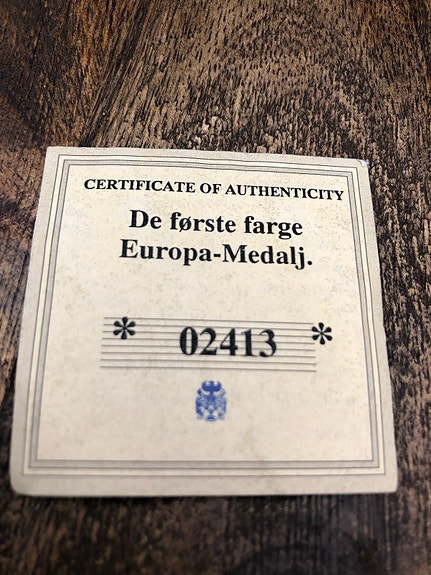 CERTIFICATE OF AUTHENTICITY
De første farge
Europa-Medalj.
* 02413 *